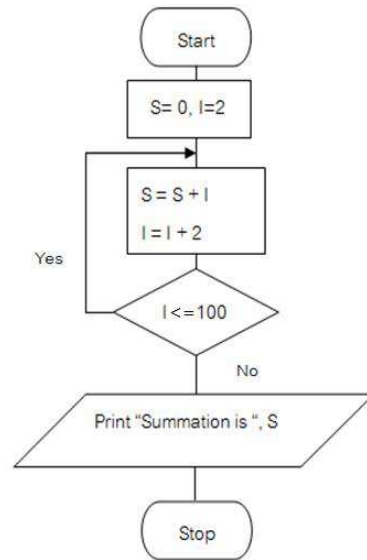 Start
S= 0, I=2
S = S + I
I = I + 2
Yes
I <=100
No
Print “Summation is “, S
Stop